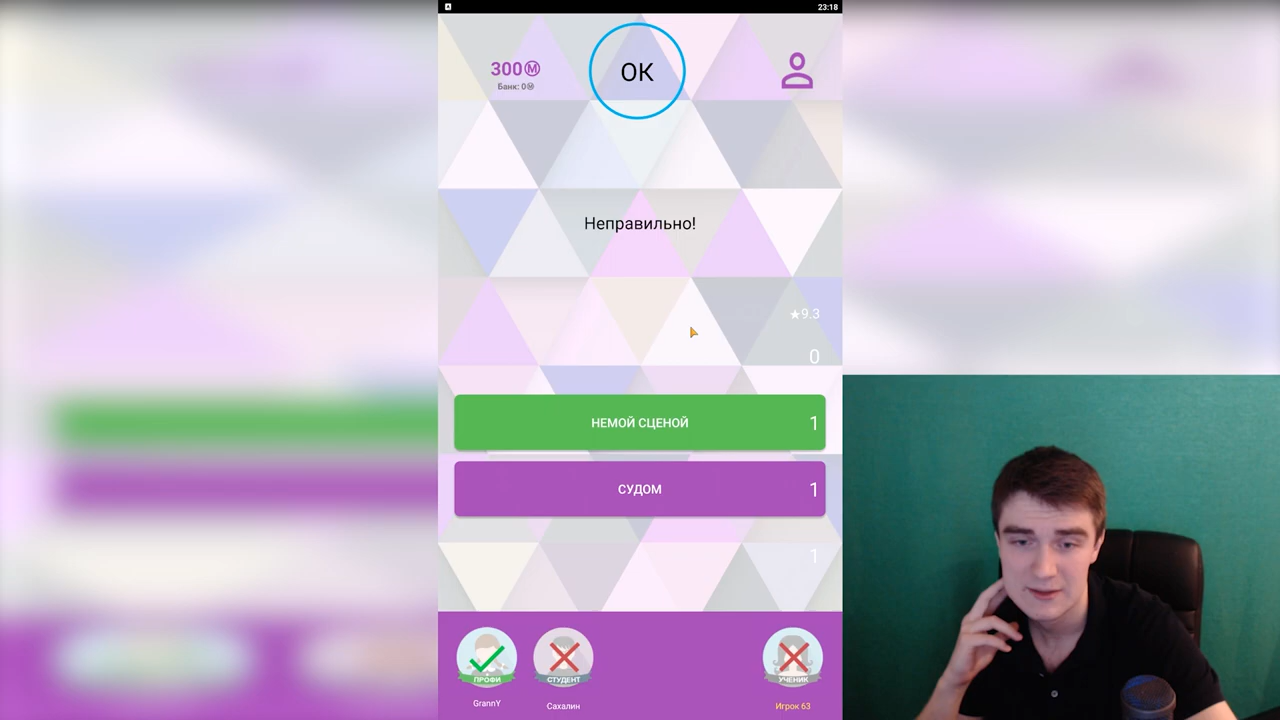 23:18
300Ⓜ
Банк: 0Ⓜ
ОК
Неправильно!
★9.3
0
НЕМОЙ СЦЕНОЙ 1
СУДОМ 1
1
ПРОФИ
СТУДЕНТ
УЧЕНИК
GrannY
Сахалин
Игрок 63